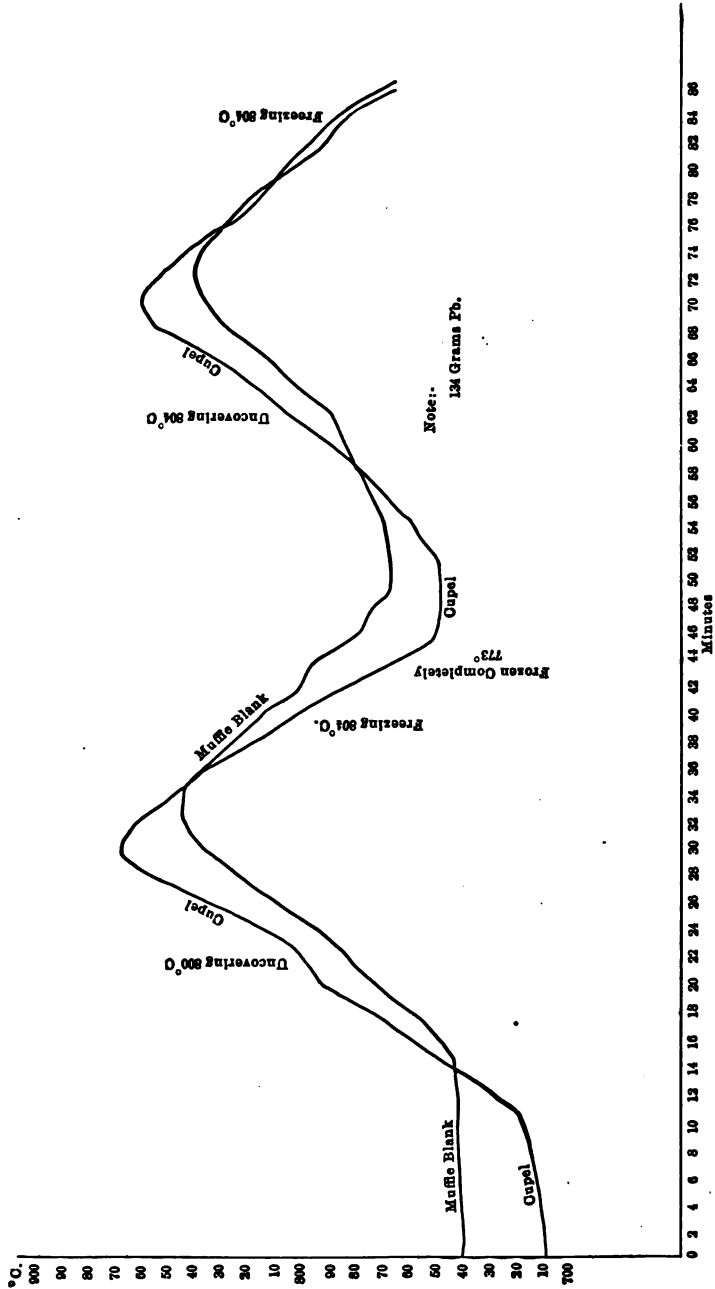 °C.
900
90
80
70
60
50
40
30
20
10
800
90
80
70
60
50
40
30
20
10
700
0 2 4 6 8 10 12 14 16 18 20 22 24 26 28 30 32 34 36 38 40 42 44 46 48 50 52 54 56 58 60 62 64 66 68 70 72 74 76 78 80 82 84 86
Minutes
Muffle Blank
Cupel
Uncovering 800°C
Cupel
Muffle Blank
Freezing 804°C.
Frozen Completely
773°
Cupel
Note:-
134 Grams Pb.
Uncovering 804°C
Cupel
Freezing 804°C